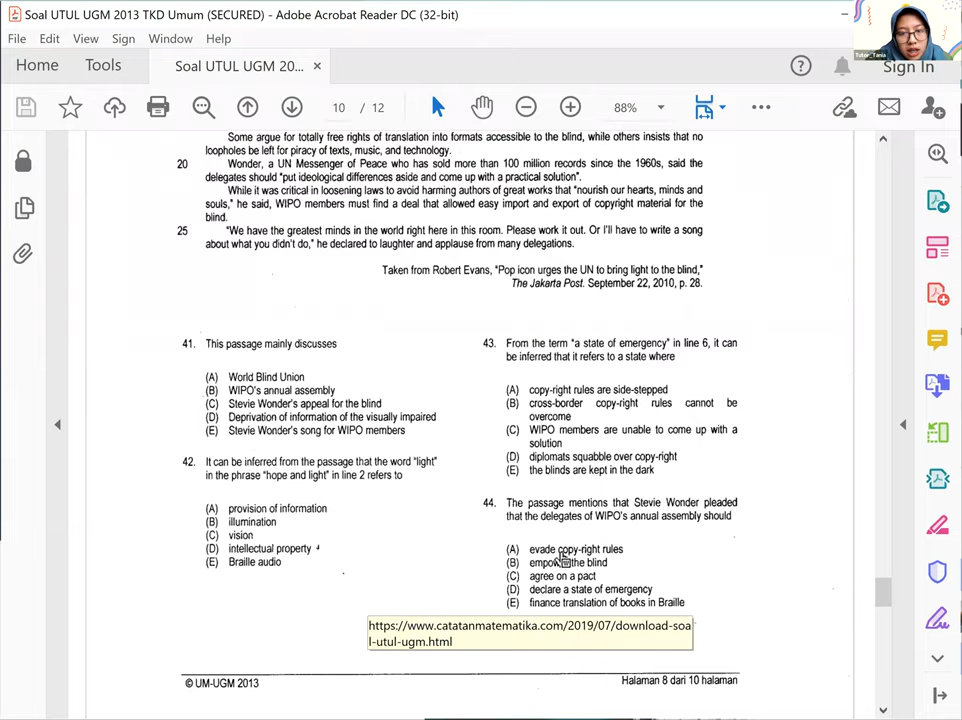 Soal UTUL UGM 2013 TKD Umum (SECURED) - Adobe Acrobat Reader DC (32-bit)
File Edit View Sign Window Help
Tutor_Tania
Home Tools Soal UTUL UGM 20... × Sign In
10 / 12 88%
Some argue for totally free rights of translation into formats accessible to the blind, while others insists that no
loopholes be left for piracy of texts, music, and technology.
20 Wonder, a UN Messenger of Peace who has sold more than 100 million records since the 1960s, said the
delegates should "put ideological differences aside and come up with a practical solution".
While it was critical in loosening laws to avoid harming authors of great works that "nourish our hearts, minds and
souls," he said, WIPO members must find a deal that allowed easy import and export of copyright material for the
blind.
25 "We have the greatest minds in the world right here in this room. Please work it out. Or I'll have to write a song
about what you didn't do," he declared to laughter and applause from many delegations.
Taken from Robert Evans, "Pop icon urges the UN to bring light to the blind,"
The Jakarta Post. September 22, 2010, p. 28.
41. This passage mainly discusses
(A) World Blind Union
(B) WIPO's annual assembly
(C) Stevie Wonder's appeal for the blind
(D) Deprivation of information of the visually impaired
(E) Stevie Wonder's song for WIPO members
42. It can be inferred from the passage that the word "light"
in the phrase "hope and light" in line 2 refers to
(A) provision of information
(B) illumination
(C) vision
(D) intellectual property
(E) Braille audio
43. From the term "a state of emergency" in line 6, it can
be inferred that it refers to a state where
(A) copy-right rules are side-stepped
(B) cross-border copy-right rules cannot be
overcome
(C) WIPO members are unable to come up with a
solution
(D) diplomats squabble over copy-right
(E) the blinds are kept in the dark
44. The passage mentions that Stevie Wonder pleaded
that the delegates of WIPO's annual assembly should
(A) evade copy-right rules
(B) empower the blind
(C) agree on a pact
(D) declare a state of emergency
(E) finance translation of books in Braille
https://www.catatanmatematika.com/2019/07/download-soa
l-utul-ugm.html
© UM-UGM 2013 Halaman 8 dari 10 halaman